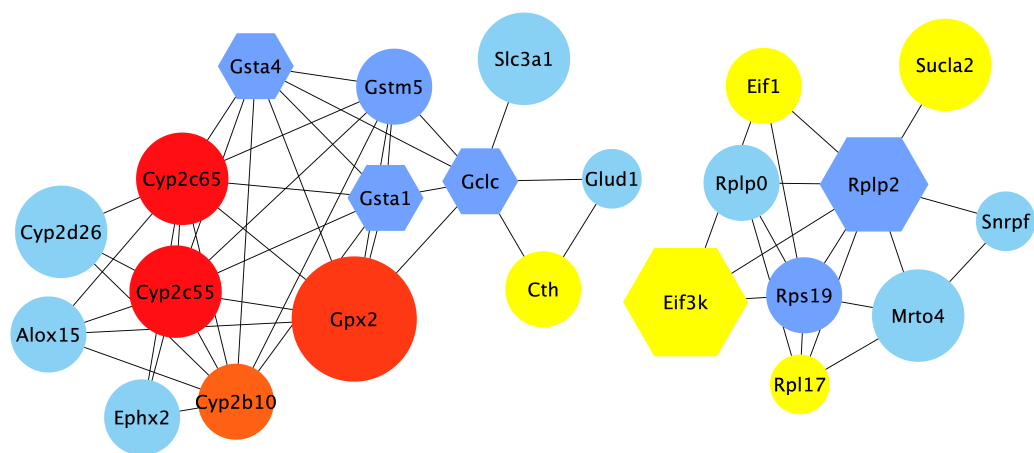 Gsta4
Gstm5
Slc3a1
Cyp2c65
Gsta1
Gclc
Glud1
Cyp2d26
Cyp2c55
Gpx2
Cth
Alox15
Ephx2
Cyp2b10
Sucla2
Eif1
Rplp0
Rplp2
Snrpf
Eif3k
Rps19
Mrto4
Rpl17